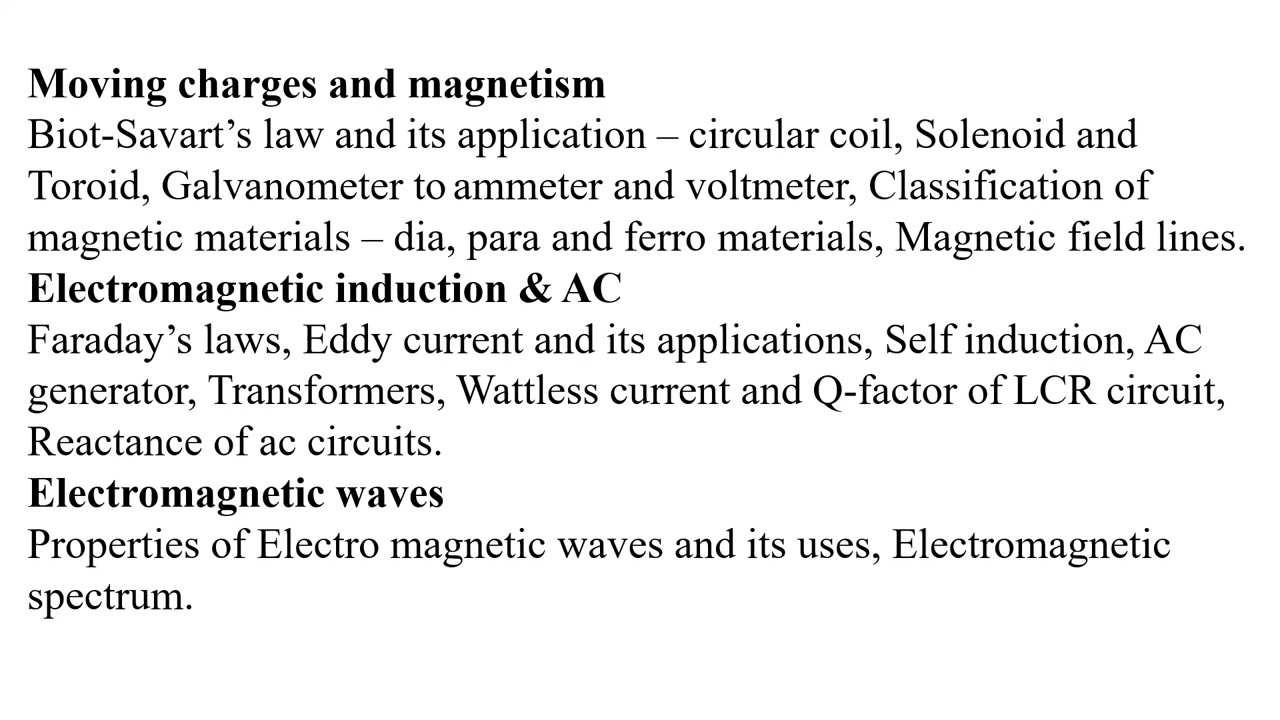 Moving charges and magnetism
Biot-Savart’s law and its application – circular coil, Solenoid and
Toroid, Galvanometer to ammeter and voltmeter, Classification of
magnetic materials – dia, para and ferro materials, Magnetic field lines.
Electromagnetic induction & AC
Faraday’s laws, Eddy current and its applications, Self induction, AC
generator, Transformers, Wattless current and Q-factor of LCR circuit,
Reactance of ac circuits.
Electromagnetic waves
Properties of Electro magnetic waves and its uses, Electromagnetic
spectrum.